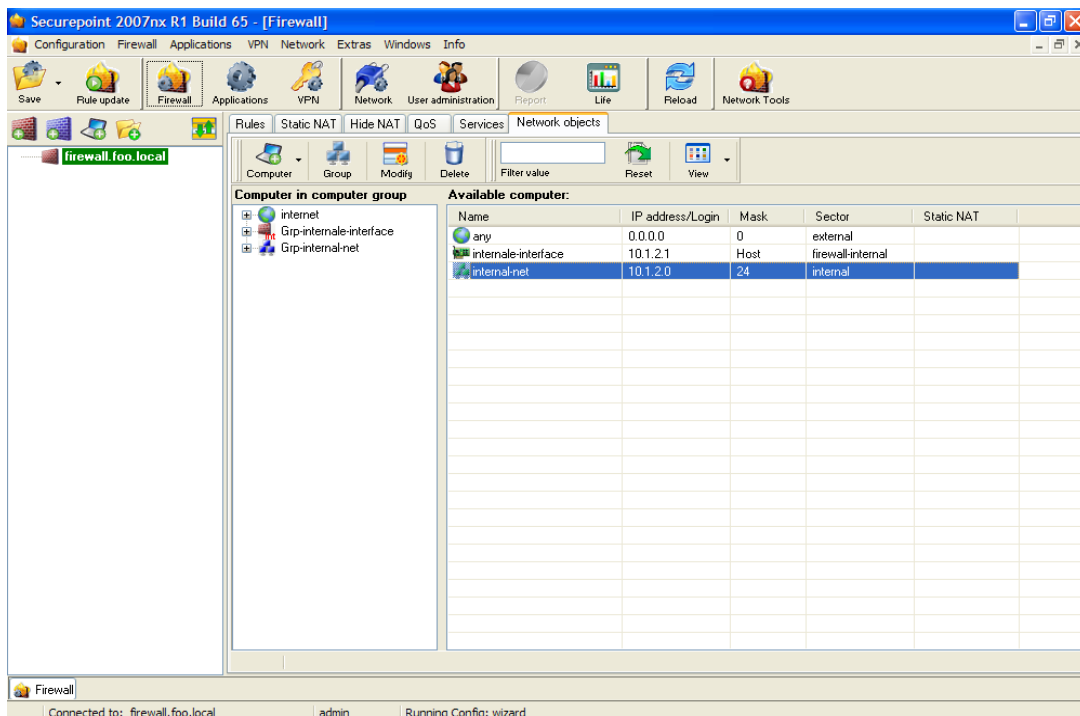 Securepoint 2007nx R1 Build 65 - [Firewall]
Configuration Firewall Applications VPN Network Extras Windows Info
Save Rule update Firewall Applications VPN Network User administration Report Life Reload Network Tools
firewall.foo.local
Rules Static NAT Hide NAT QoS Services Network objects
Computer Group Modify Delete Filter value Reset View
Computer in computer group
internet
Int
Grp-internale-interface
Grp-internal-net
Available computer:
Name IP address/Login Mask Sector Static NAT
any 0.0.0.0 0 external
internale-interface 10.1.2.1 Host firewall-internal
internal-net 10.1.2.0 24 internal
Firewall
Connected to: firewall.foo.local admin Running Config: wizard